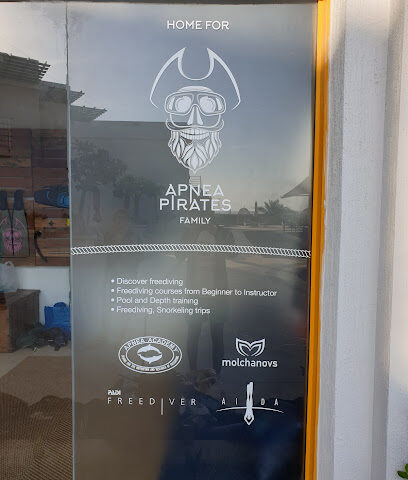 HOME FOR
APNEA
PIRATES
FAMILY
• Discover freediving
• Freediving courses from Beginner to Instructor
• Pool and Depth training
• Freediving, Snorkeling trips
APNEA ACADEMY
molchanovs
PADI
FREEDIVER
AIDA